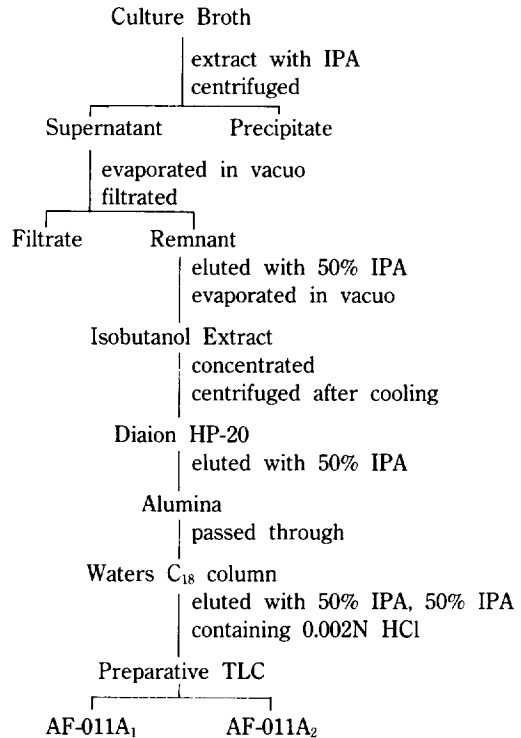 Culture Broth
extract with IPA
centrifuged
Supernatant Precipitate
evaporated in vacuo
filtrated
Filtrate Remnant
eluted with 50% IPA
evaporated in vacuo
Isobutanol Extract
concentrated
centrifuged after cooling
Diaion HP-20
eluted with 50% IPA
Alumina
passed through
Waters C₁₈ column
eluted with 50% IPA, 50% IPA
containing 0.002N HCl
Preparative TLC
AF-011A₁ AF-011A₂